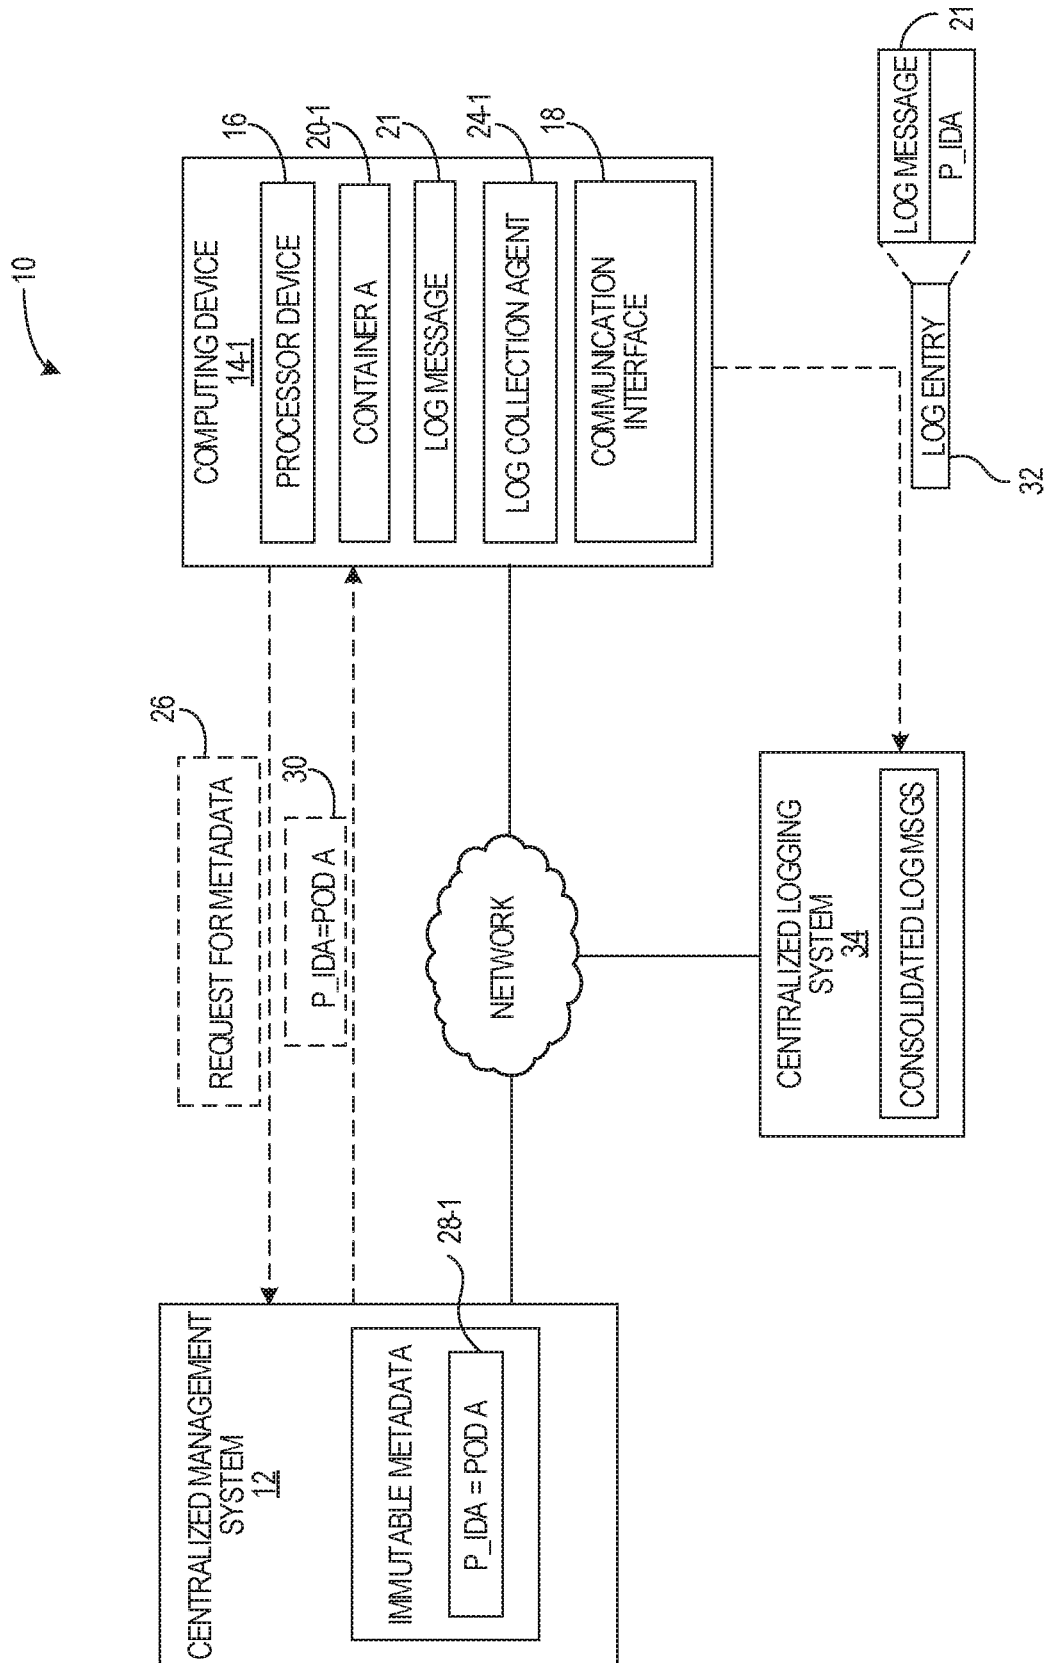 10
CENTRALIZED MANAGEMENT
SYSTEM
12
IMMUTABLE METADATA
P_IDA = POD A
28-1
REQUEST FOR METADATA
26
P_IDA=POD A
30
NETWORK
COMPUTING DEVICE
14-1
PROCESSOR DEVICE
16
CONTAINER A
20-1
LOG MESSAGE
21
LOG COLLECTION AGENT
24-1
COMMUNICATION
INTERFACE
18
CENTRALIZED LOGGING
SYSTEM
34
CONSOLIDATED LOG MSGS
LOG ENTRY
32
LOG MESSAGE
P_IDA
21